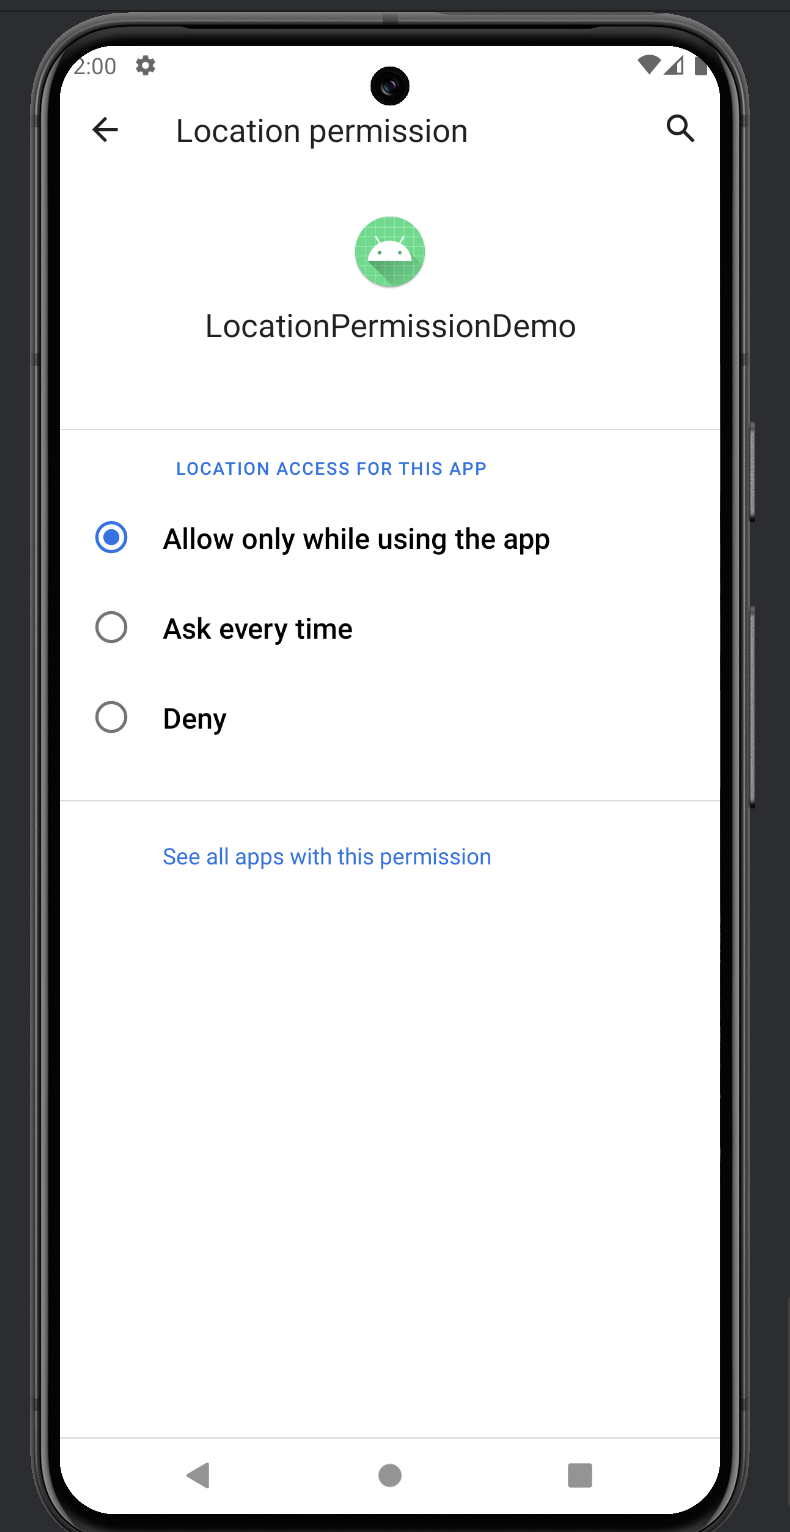 2:00
Location permission
LocationPermissionDemo
LOCATION ACCESS FOR THIS APP
Allow only while using the app
Ask every time
Deny
See all apps with this permission